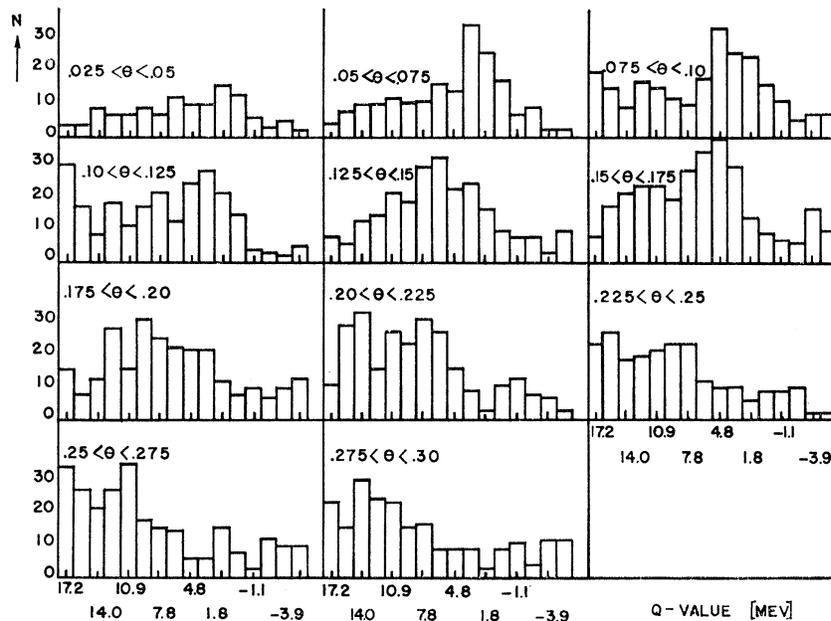 N
30 20 10 0
.025 <θ< .05
.05 <θ< .075
.075 <θ< .10
30 20 10 0
.10 <θ< .125
.125 <θ< .15
.15 <θ< .175
30 20 10 0
.175 <θ< .20
.20 <θ< .225
.225 <θ< .25
17.2 10.9 4.8 -1.1
14.0 7.8 1.8 -3.9
30 20 10 0
.25 <θ< .275
.275 <θ< .30
17.2 10.9 4.8 -1.1 17.2 10.9 4.8 -1.1
14.0 7.8 1.8 -3.9 14.0 7.8 1.8 -3.9
Q-VALUE [MEV]